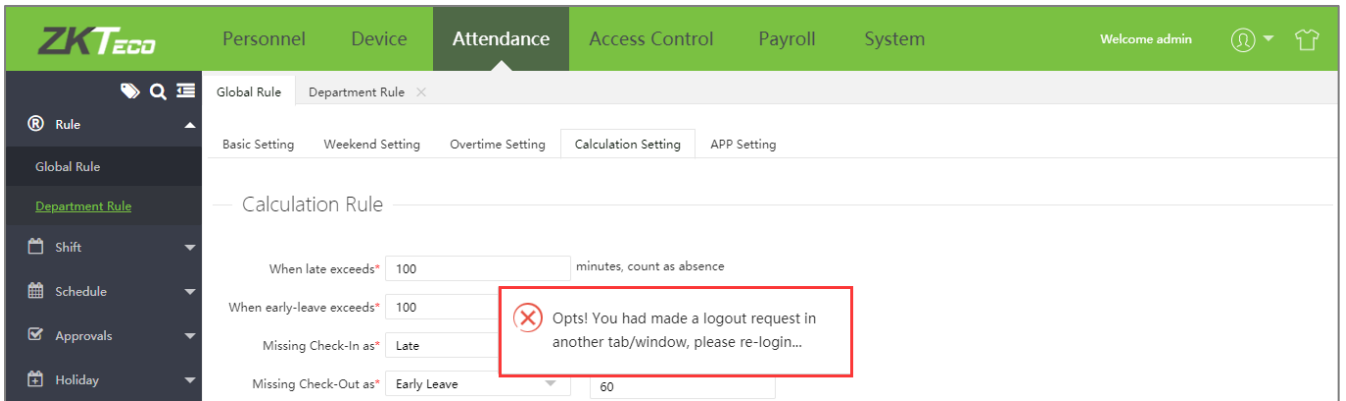 ZKTECO Personnel Device Attendance Access Control Payroll System Welcome admin
Global Rule Department Rule
Rule
Basic Setting Weekend Setting Overtime Setting Calculation Setting APP Setting
Global Rule
Department Rule
Calculation Rule
Shift
When late exceeds* 100 minutes, count as absence
Schedule
When early-leave exceeds* 100
Opts! You had made a logout request in
another tab/window, please re-login...
Approvals
Missing Check-In as* Late
Holiday
Missing Check-Out as* Early Leave 60